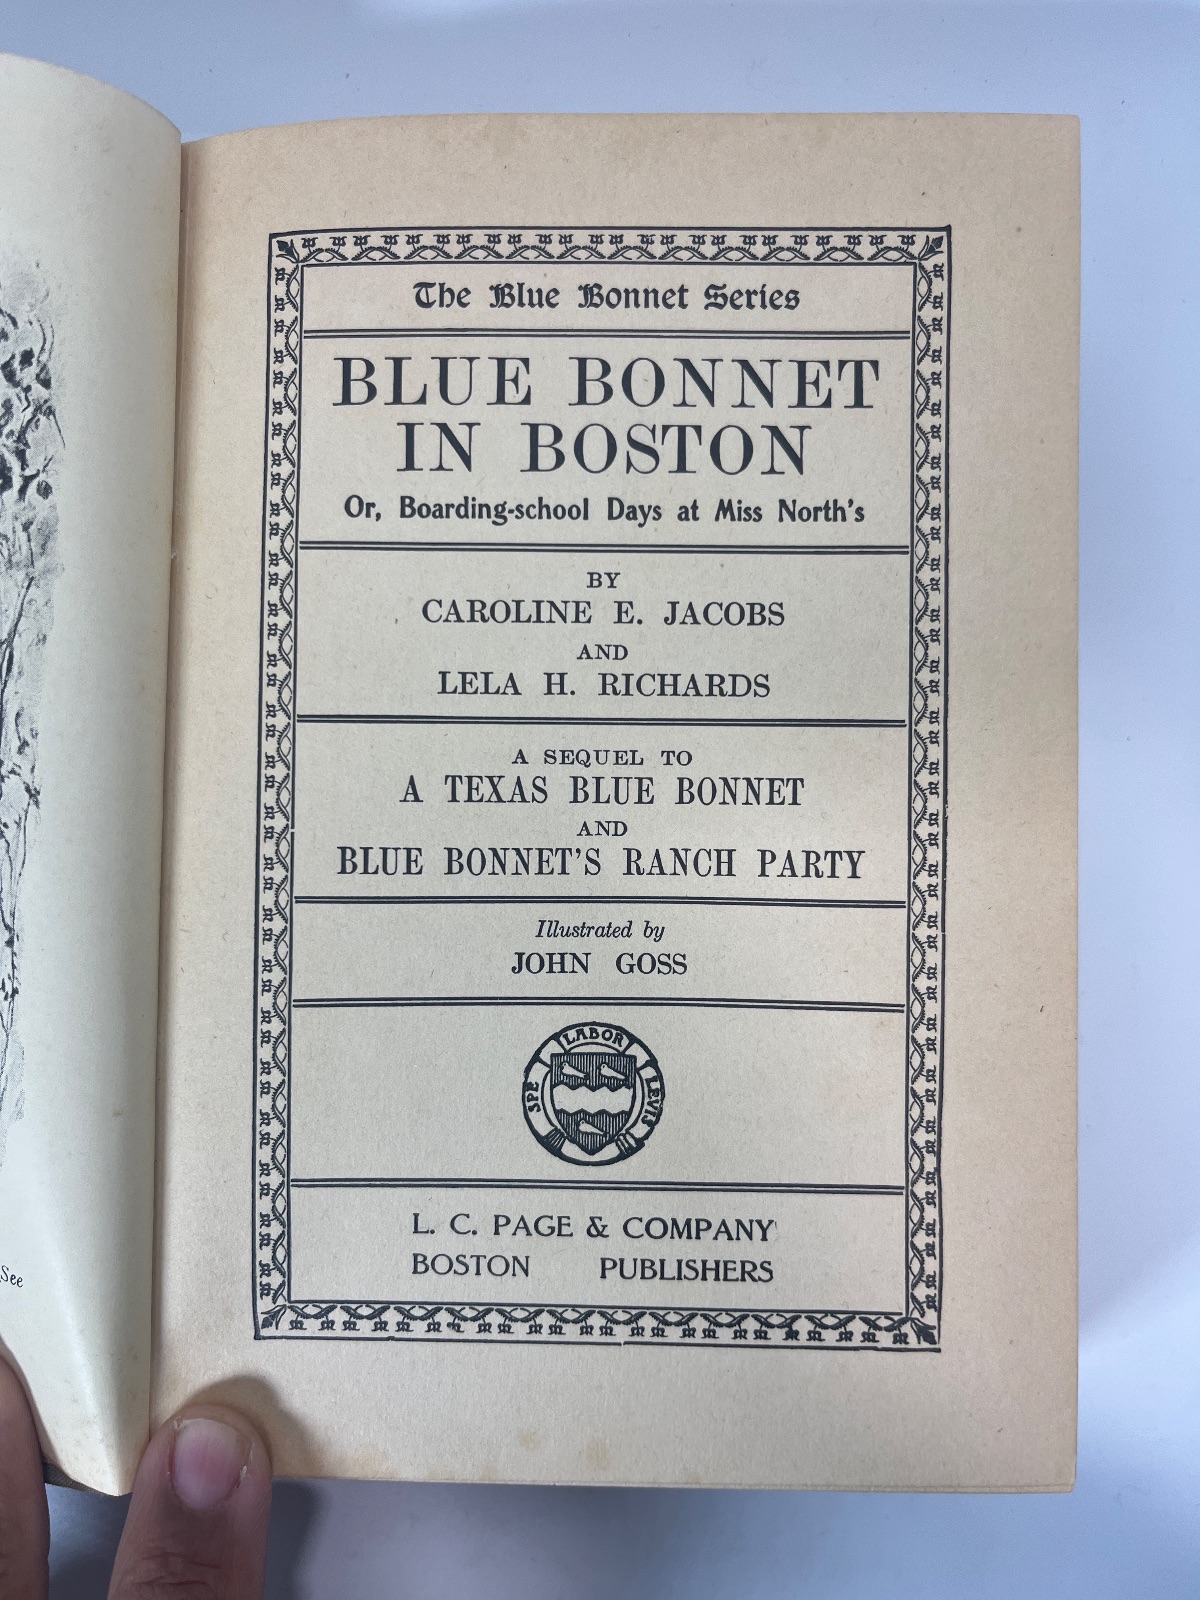 See
The Blue Bonnet Series
BLUE BONNET
IN BOSTON
Or, Boarding-school Days at Miss North's
BY
CAROLINE E. JACOBS
AND
LELA H. RICHARDS
A SEQUEL TO
A TEXAS BLUE BONNET
AND
BLUE BONNET'S RANCH PARTY
Illustrated by
JOHN GOSS
SPE LABOR LEVIS
L. C. PAGE & COMPANY
BOSTON PUBLISHERS